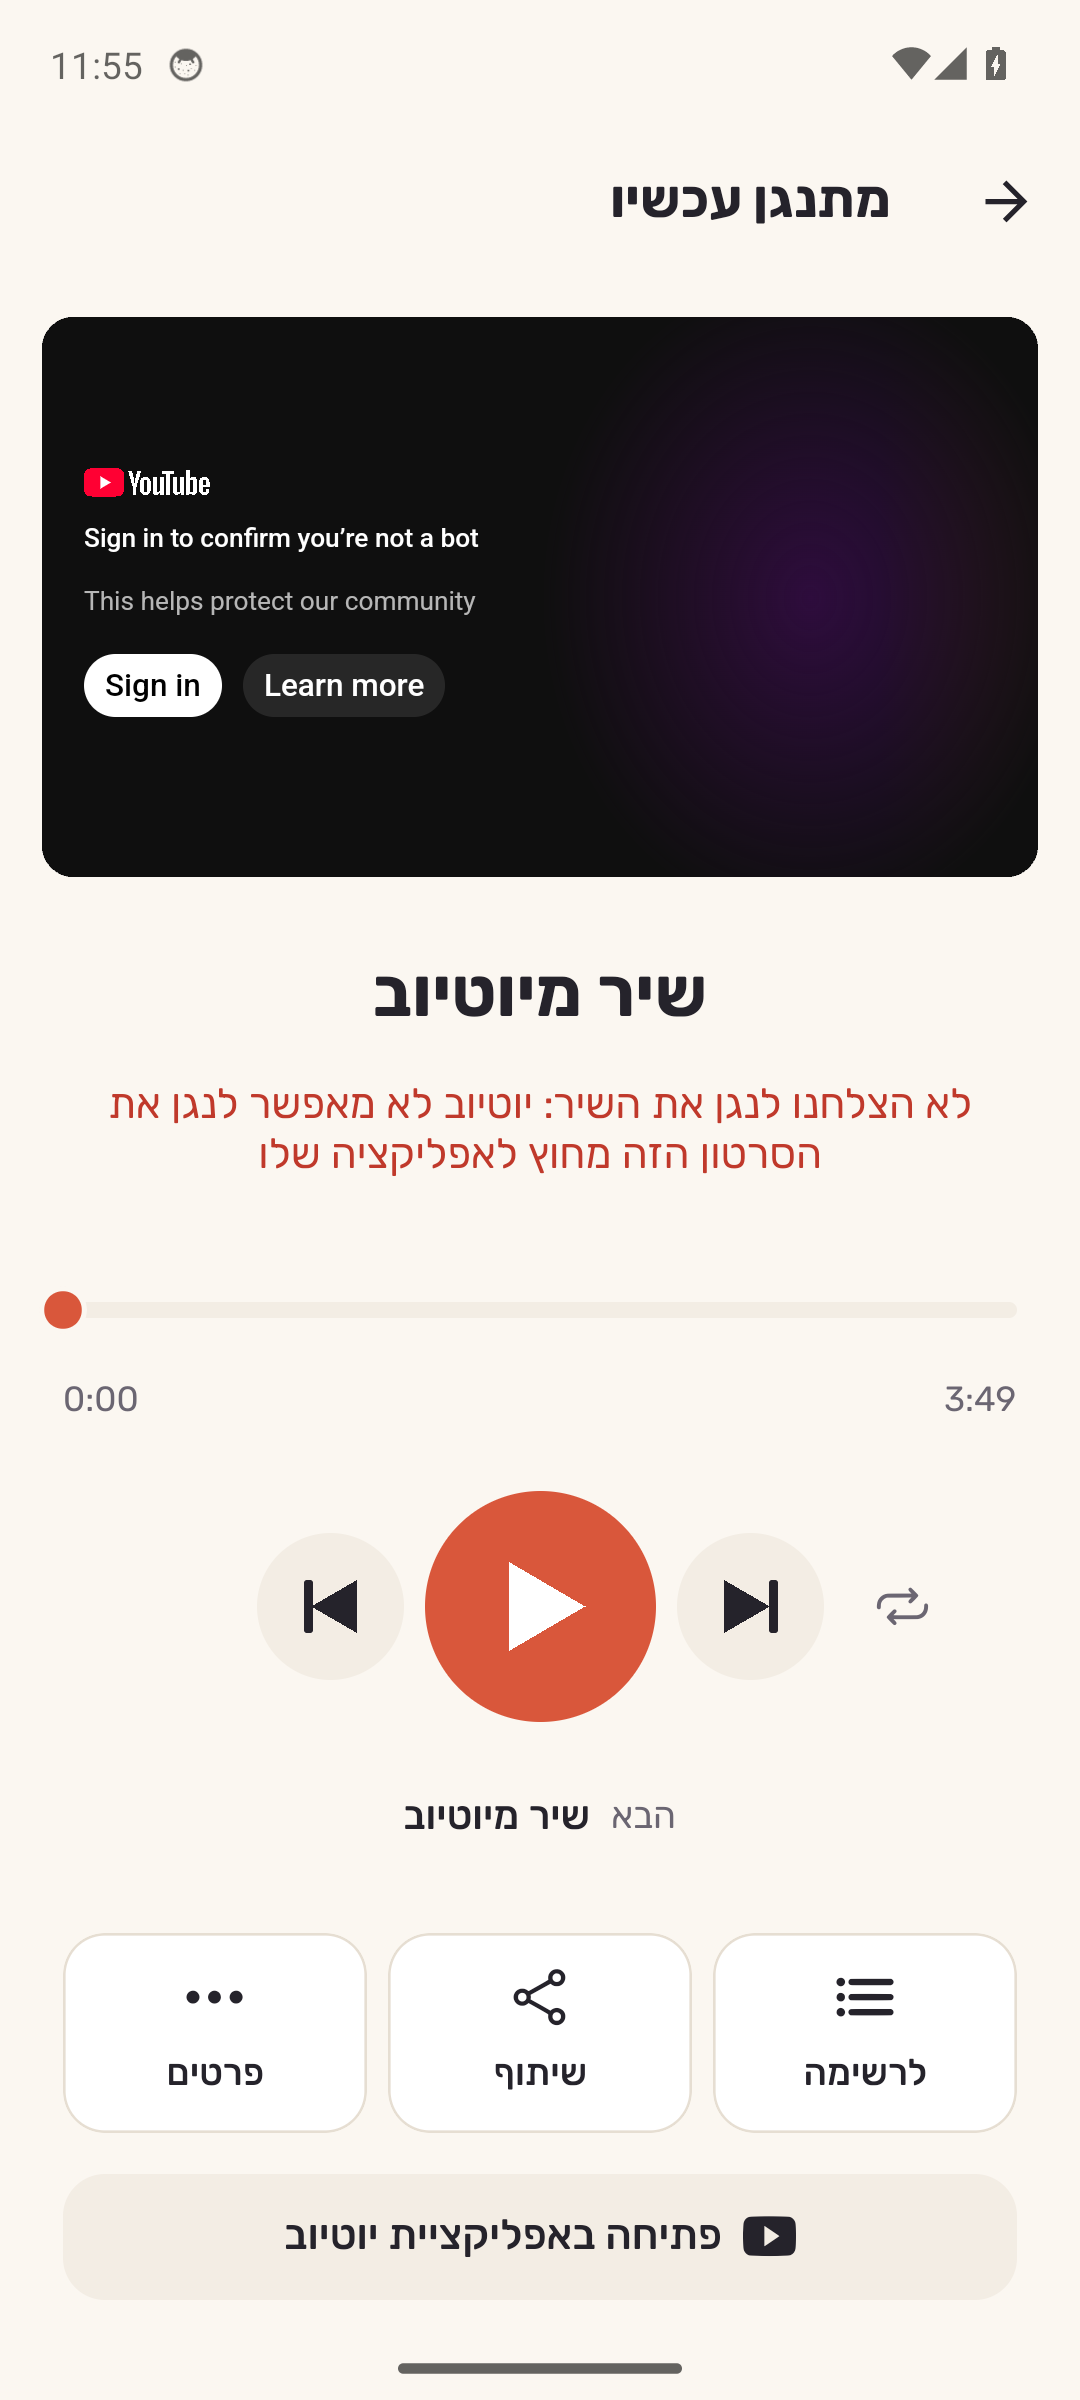 11:55
מתנגן עכשיו
YouTube
Sign in to confirm you’re not a bot
This helps protect our community
Sign in Learn more
שיר מיוטיוב
לא הצלחנו לנגן את השיר: יוטיוב לא מאפשר לנגן את
הסרטון הזה מחוץ לאפליקציה שלו
0:00 3:49
הבא שיר מיוטיוב
לרשימה שיתוף פרטים
פתיחה באפליקציית יוטיוב